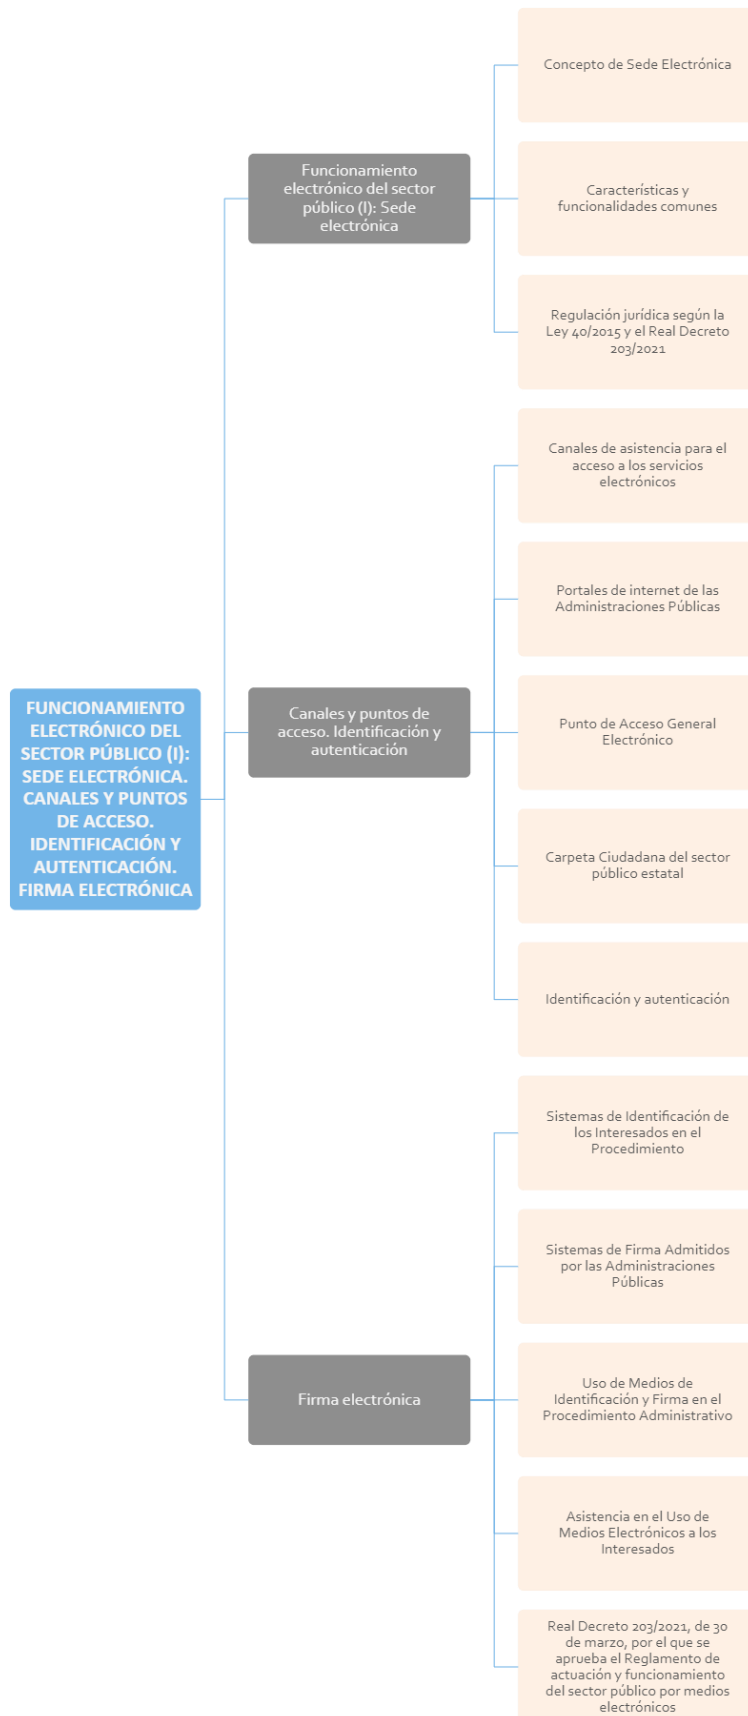 FUNCIONAMIENTO
ELECTRÓNICO DEL
SECTOR PÚBLICO (I):
SEDE ELECTRÓNICA.
CANALES Y PUNTOS
DE ACCESO.
IDENTIFICACIÓN Y
AUTENTICACIÓN.
FIRMA ELECTRÓNICA
Funcionamiento
electrónico del sector
público (I): Sede
electrónica
Concepto de Sede Electrónica
Características y
funcionalidades comunes
Regulación jurídica según la
Ley 40/2015 y el Real Decreto
203/2021
Canales y puntos de
acceso. Identificación y
autenticación
Canales de asistencia para el
acceso a los servicios
electrónicos
Portales de internet de las
Administraciones Públicas
Punto de Acceso General
Electrónico
Carpeta Ciudadana del sector
público estatal
Identificación y autenticación
Firma electrónica
Sistemas de Identificación de
los Interesados en el
Procedimiento
Sistemas de Firma Admitidos
por las Administraciones
Públicas
Uso de Medios de
Identificación y Firma en el
Procedimiento Administrativo
Asistencia en el Uso de
Medios Electrónicos a los
Interesados
Real Decreto 203/2021, de 30
de marzo, por el que se
aprueba el Reglamento de
actuación y funcionamiento
del sector público por medios
electrónicos